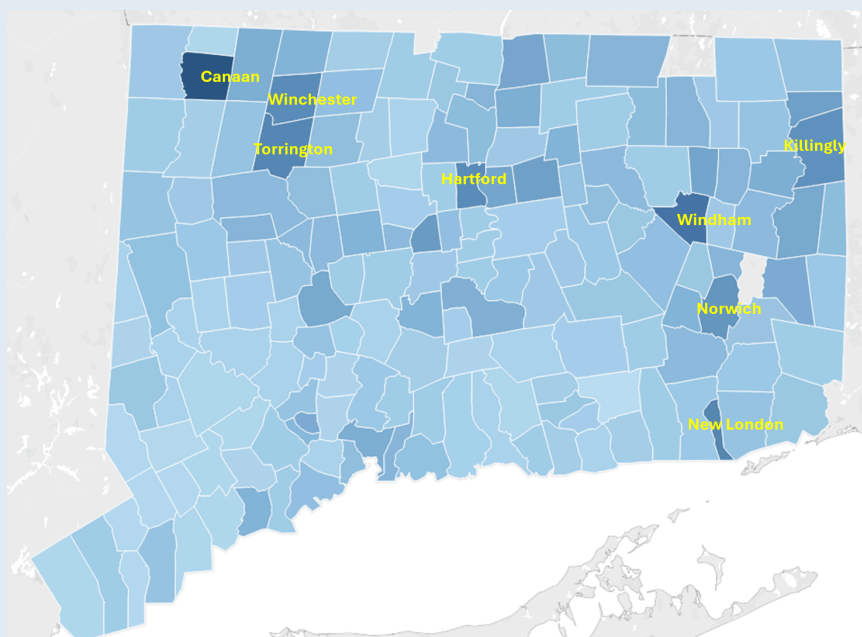 Canaan
Winchester
Torrington
Killingly
Hartford
Windham
Norwich
New London